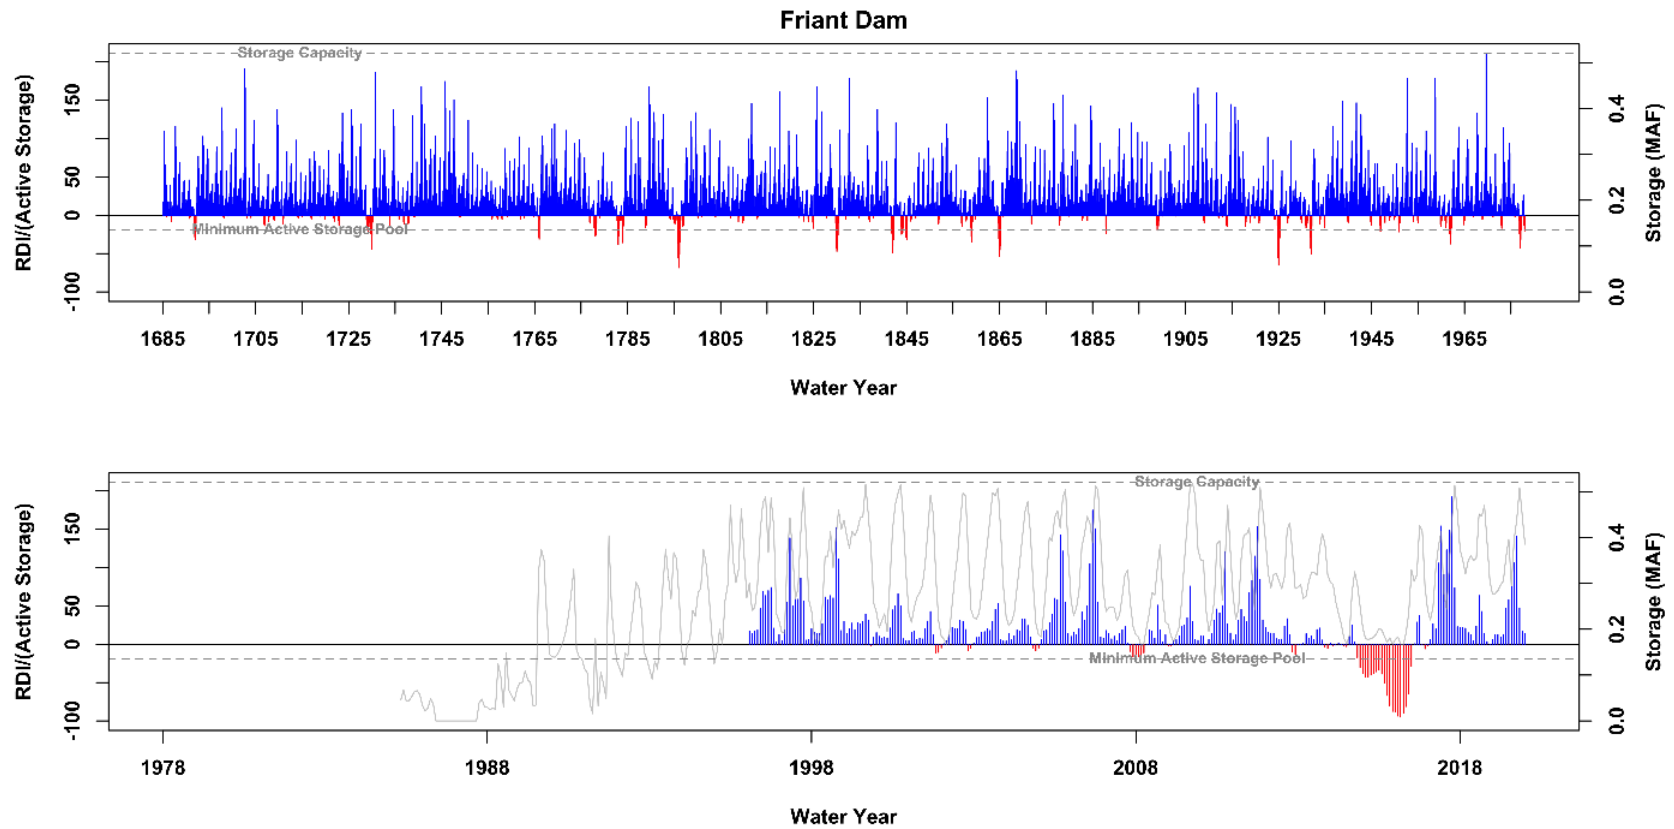 Friant Dam
Storage Capacity
Minimum Active Storage Pool
RDI/(Active Storage)
150
50
0
-100
Storage (MAF)
0.4
0.2
0.0
1685 1705 1725 1745 1765 1785 1805 1825 1845 1865 1885 1905 1925 1945 1965
Water Year
Storage Capacity
Minimum Active Storage Pool
RDI/(Active Storage)
150
50
0
-100
Storage (MAF)
0.4
0.2
0.0
1978 1988 1998 2008 2018
Water Year